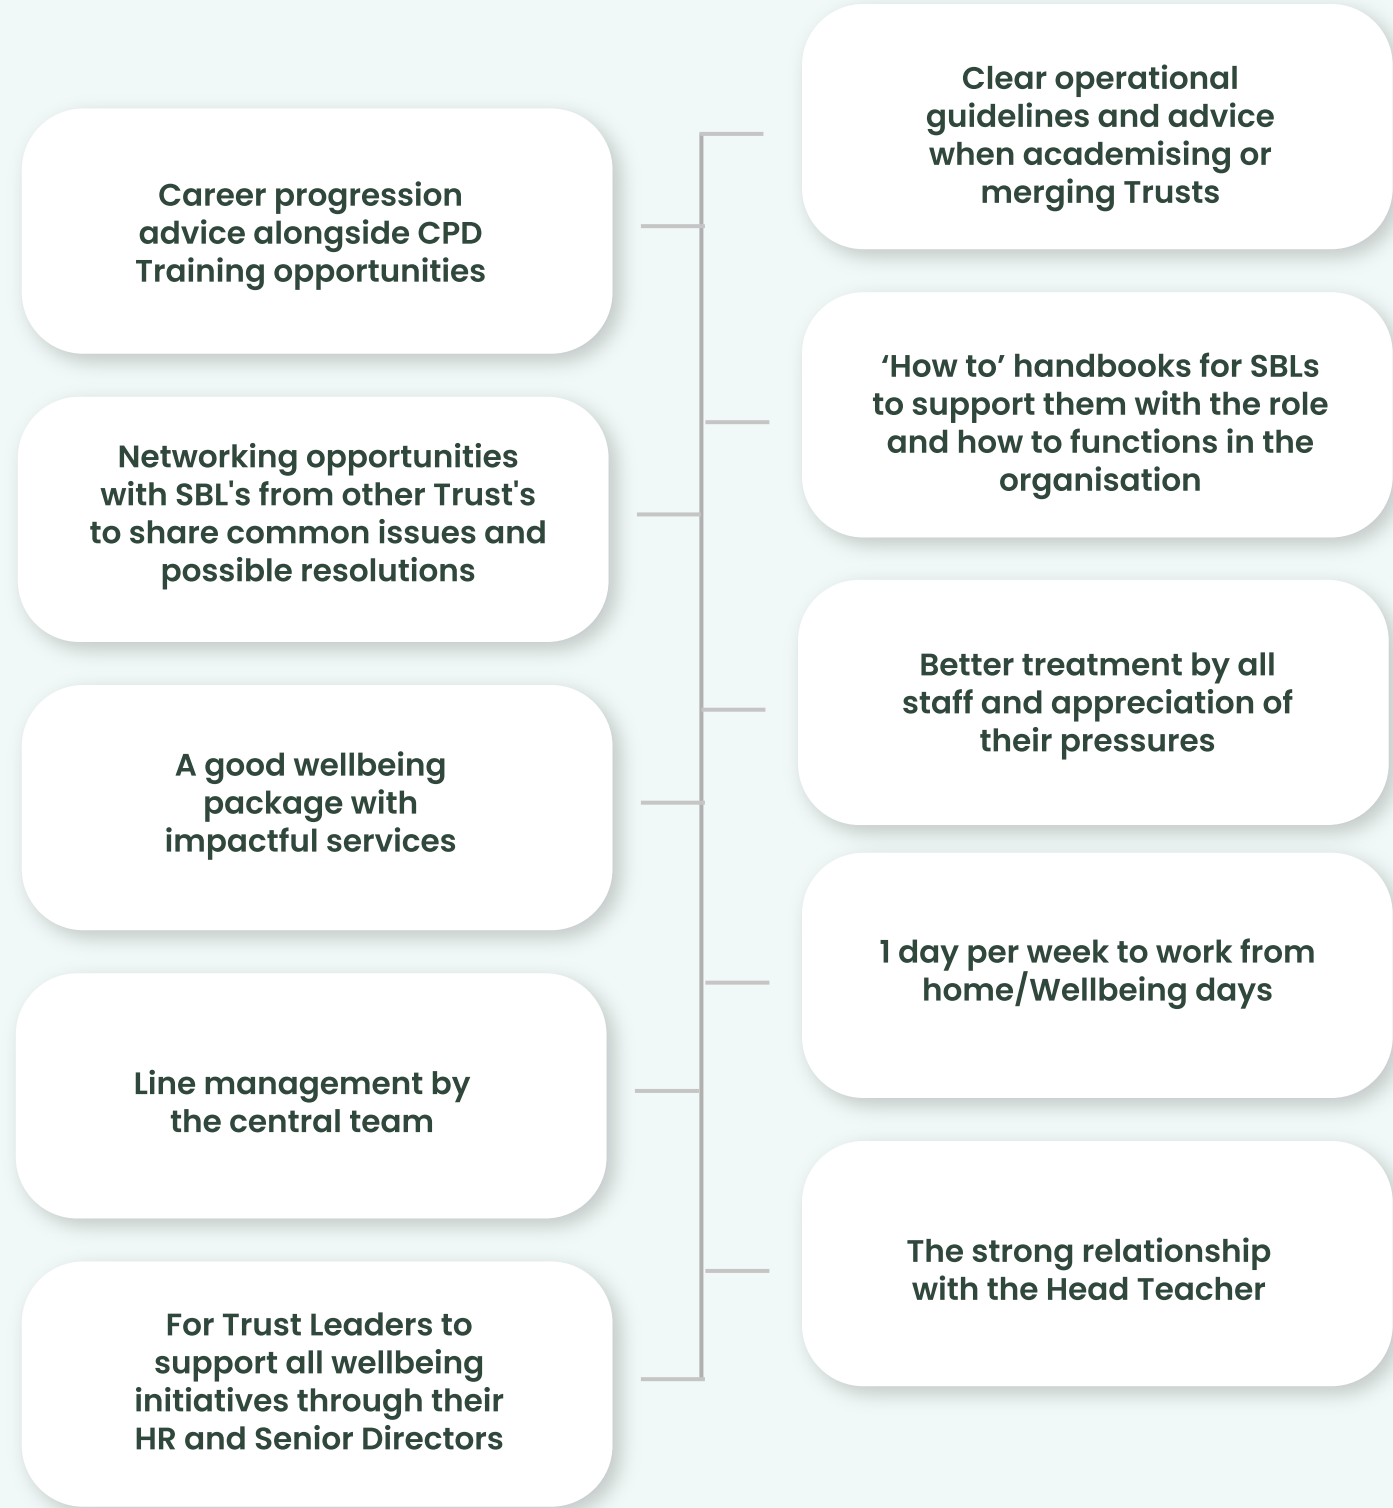 Clear operational
guidelines and advice
when academising or
merging Trusts
Career progression
advice alongside CPD
Training opportunities
‘How to’ handbooks for SBLs
to support them with the role
and how to functions in the
organisation
Networking opportunities
with SBL's from other Trust's
to share common issues and
possible resolutions
Better treatment by all
staff and appreciation of
their pressures
A good wellbeing
package with
impactful services
1 day per week to work from
home/Wellbeing days
Line management by
the central team
The strong relationship
with the Head Teacher
For Trust Leaders to
support all wellbeing
initiatives through their
HR and Senior Directors